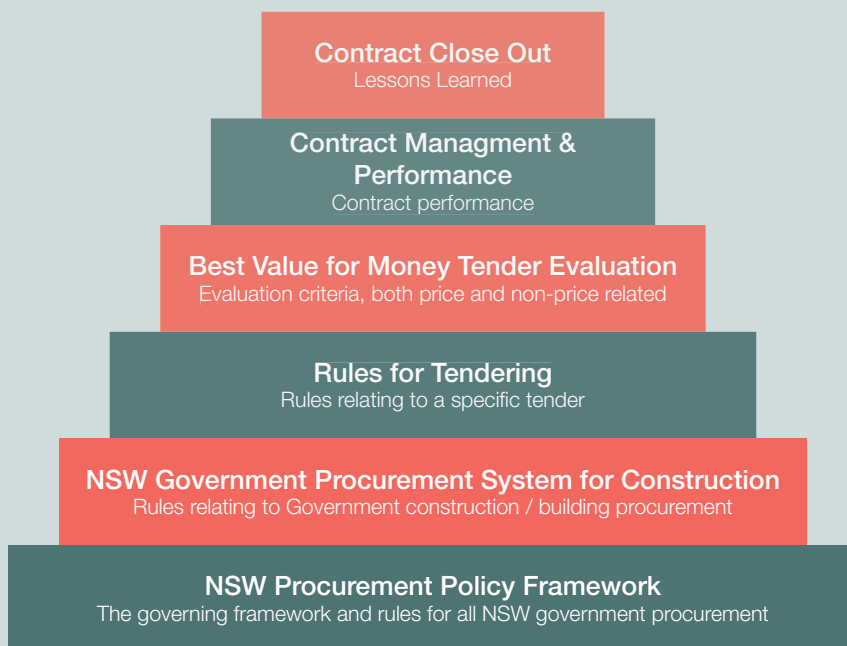 Contract Close Out
Lessons Learned
Contract Managment &
Performance
Contract performance
Best Value for Money Tender Evaluation
Evaluation criteria, both price and non-price related
Rules for Tendering
Rules relating to a specific tender
NSW Government Procurement System for Construction
Rules relating to Government construction / building procurement
NSW Procurement Policy Framework
The governing framework and rules for all NSW government procurement